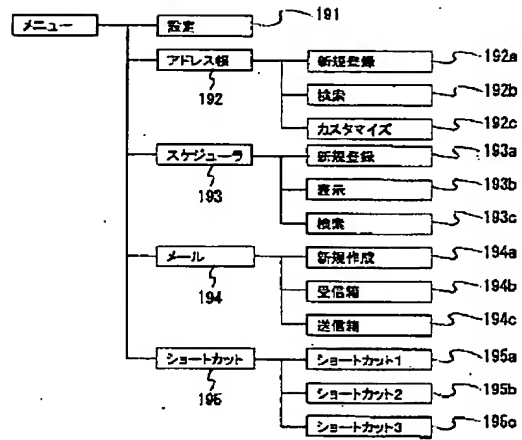 メニュー
設定
191
アドレス帳
192
新規登録
192a
検索
192b
カスタマイズ
192c
スケジューラ
193
新規登録
193a
表示
193b
検索
193c
メール
194
新規作成
194a
受信箱
194b
送信箱
194c
ショートカット
195
ショートカット1
195a
ショートカット2
195b
ショートカット3
195c